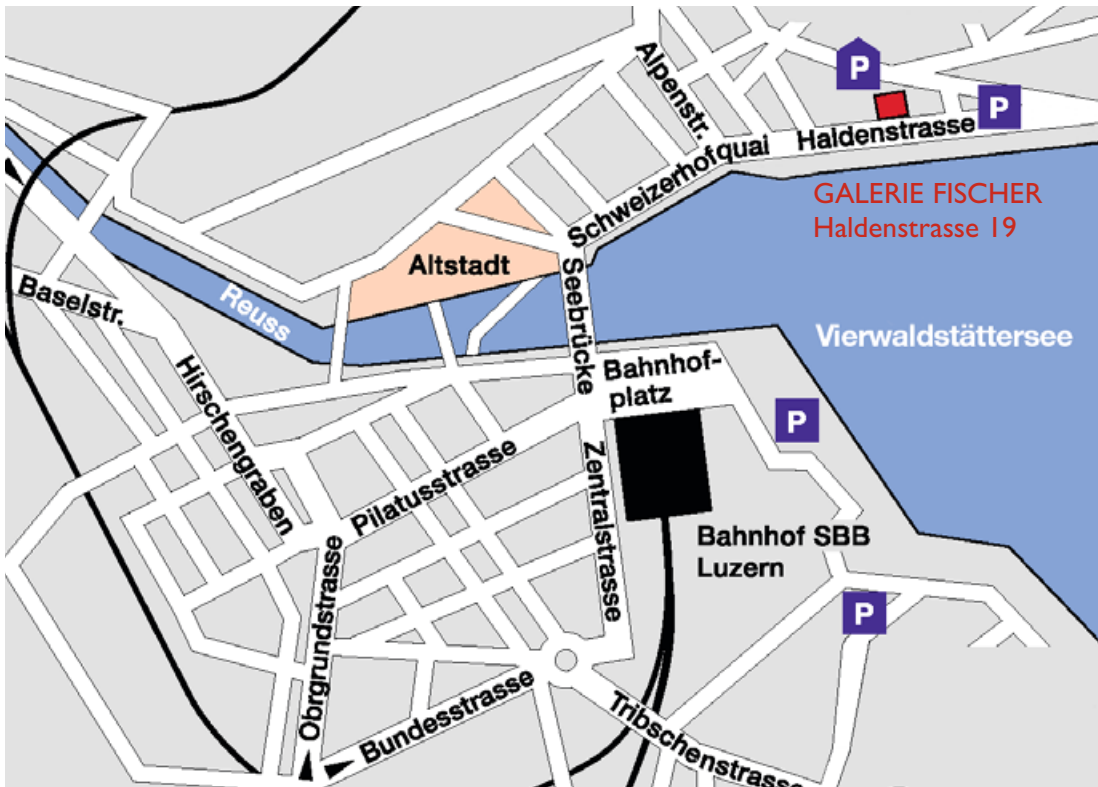 Alpenstr.
P
P
Haldenstrasse
Schweizerhofquai
GALERIE FISCHER
Haldenstrasse 19
Altstadt
Seebrücke
Reuss
Baselstr.
Vierwaldstättersee
Bahnhof-
platz
Hirschengraben
P
Pilatusstrasse
Zentralstrasse
Bahnhof SBB
Luzern
Obrgrundstrasse
P
Bundesstrasse
Tribschenstrasse